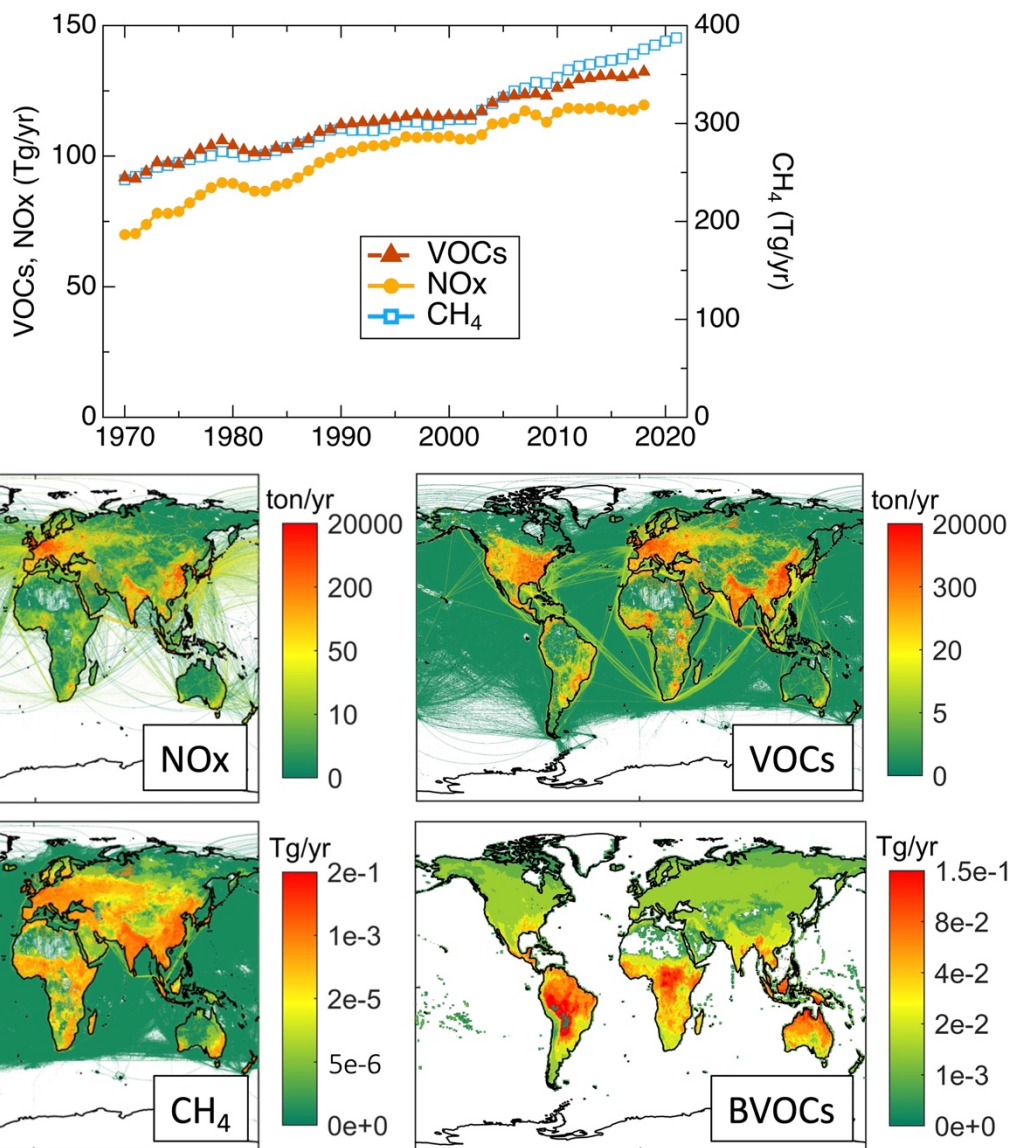 150
100
50
0
VOCs, NOx (Tg/yr)
400
300
200
100
0
CH₄ (Tg/yr)
VOCs
NOx
CH₄
1970 1980 1990 2000 2010 2020
ton/yr
20000
200
50
10
0
NOx
ton/yr
20000
300
20
5
0
VOCs
Tg/yr
2e-1
1e-3
2e-5
5e-6
0e+0
CH₄
Tg/yr
1.5e-1
8e-2
4e-2
2e-2
1e-3
0e+0
BVOCs